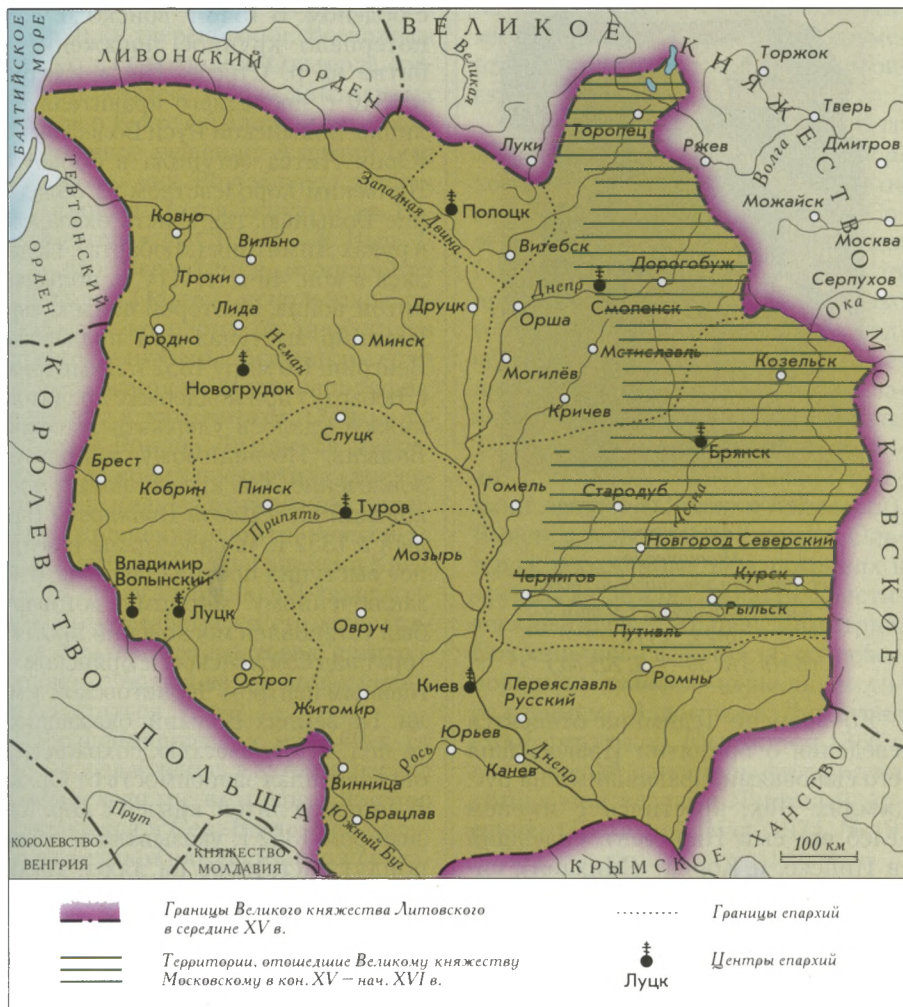 ВЕЛИКОЕ КНЯЖЕСТВО МОСКОВСКОЕ
БАЛТИЙСКОЕ
МОРЕ
ЛИВОНСКИЙ ОРДЕН
Великая
Торжок
Тверь
Торопец
Луки
Ржев
Волга
Дмитров
ТЕВТОНСКИЙ
ОРДЕН
Западная Двина
Полоцк
Можайск
Москва
Ковно
Вильно
Витебск
Троки
Дорогобуж
Серпухов
Лида
Друцк
Днепр
Смоленск
Ока
Орша
Гродно
Неман
Минск
Мстиславль
Козельск
Новогрудок
Могилёв
Кричев
Слуцк
Брянск
КОРОЛЕВСТВО
ПОЛЬША
Брест
Кобрин
Пинск
Туров
Гомель
Стародуб
Десна
Припять
Мозырь
Новгород Северский
Владимир
Волынский
Луцк
Чернигов
Курск
Овруч
Рыльск
Путивль
Острог
Киев
Ромны
Переяславль
Русский
Житомир
Юрьев
Рось
Канев
Днепр
Винница
Брацлав
Южный Буг
Прут
КОРОЛЕВСТВО
ВЕНГРИЯ
КНЯЖЕСТВО
МОЛДАВИЯ
КРЫМСКОЕ ХАНСТВО
100 км
Границы Великого княжества Литовского
в середине XV в.
Территории, отошедшие Великому княжеству
Московскому в кон. XV – нач. XVI в.
Границы епархий
Центры епархий
Луцк